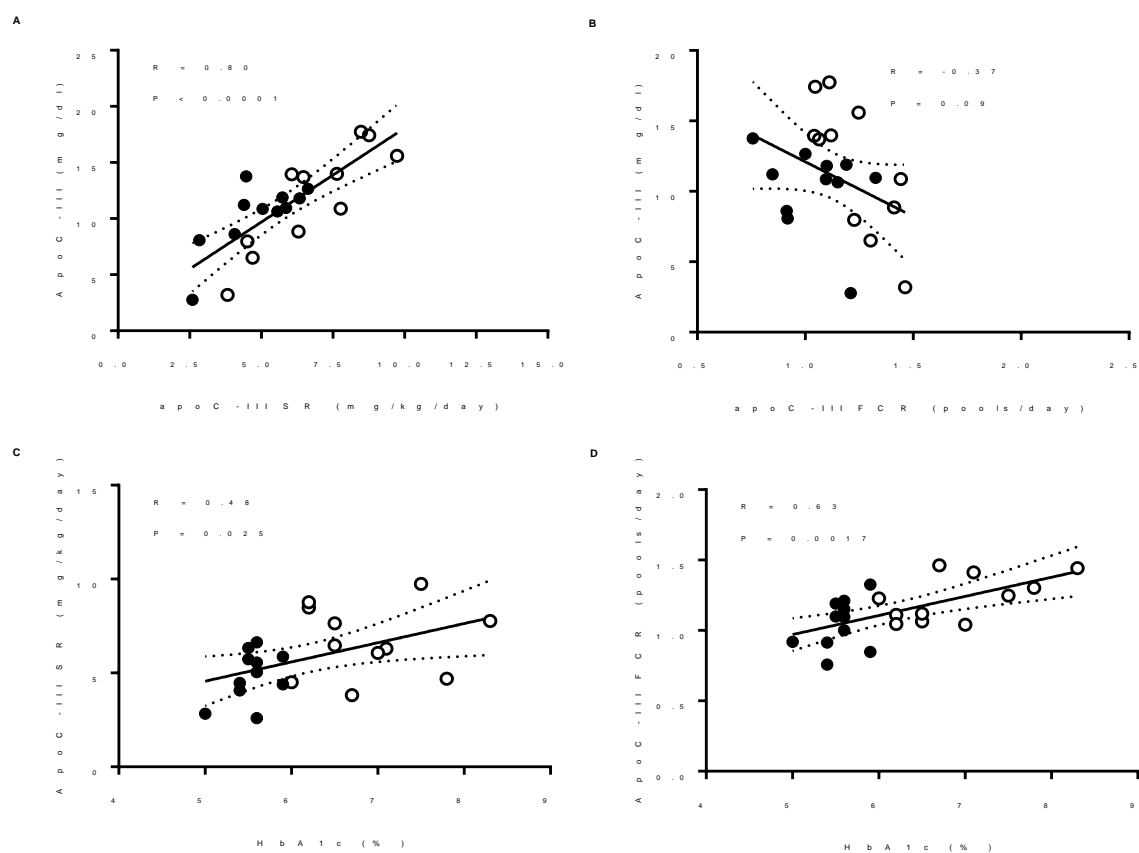 A
ApoC-III (mg/dl)
25
20
15
10
5
0
R = 0.80
P < 0.0001
0.0 2.5 5.0 7.5 10.0 12.5 15.0
apoC-III SR (mg/kg/day)
B
ApoC-III (mg/dl)
20
15
10
5
0
R = -0.37
P = 0.09
0.5 1.0 1.5 2.0 2.5
apoC-III FCR (pools/day)
C
ApoC-III SR (mg/kg/day)
15
10
5
0
R = 0.48
P = 0.025
4 5 6 7 8 9
HbA1c (%)
D
ApoC-III FCR (pools/day)
2.0
1.5
1.0
0.5
0.0
R = 0.63
P = 0.0017
4 5 6 7 8 9
HbA1c (%)